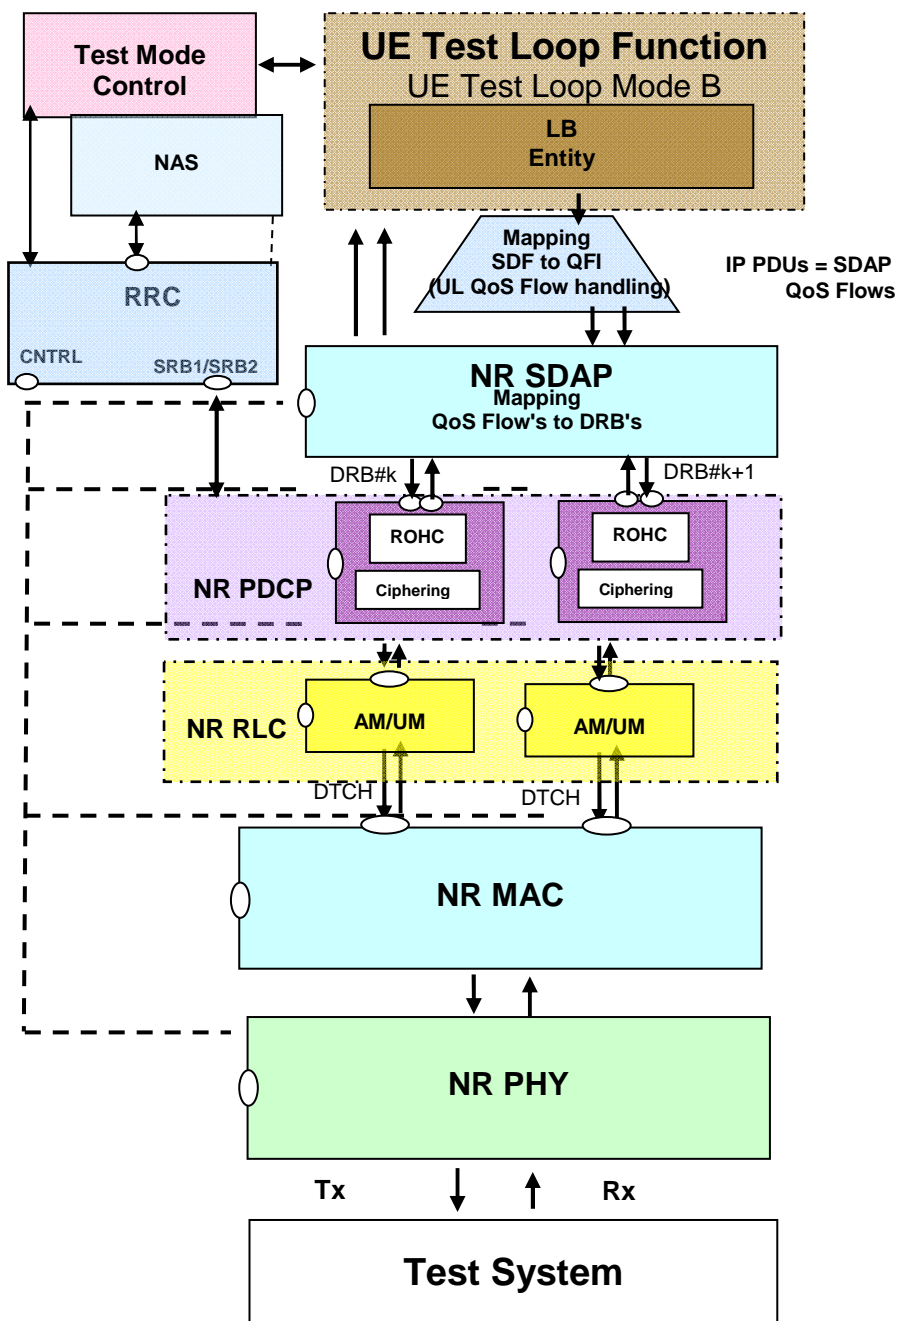 Test Mode
Control
UE Test Loop Function
UE Test Loop Mode B
LB
Entity
NAS
Mapping
SDF to QFI
(UL QoS Flow handling)
IP PDUs = SDAP
QoS Flows
RRC
CNTRL
SRB1/SRB2
NR SDAP
Mapping
QoS Flow's to DRB's
DRB#k
DRB#k+1
ROHC
ROHC
NR PDCP
Ciphering
Ciphering
NR RLC
AM/UM
AM/UM
DTCH
DTCH
NR MAC
NR PHY
Tx
Rx
Test System